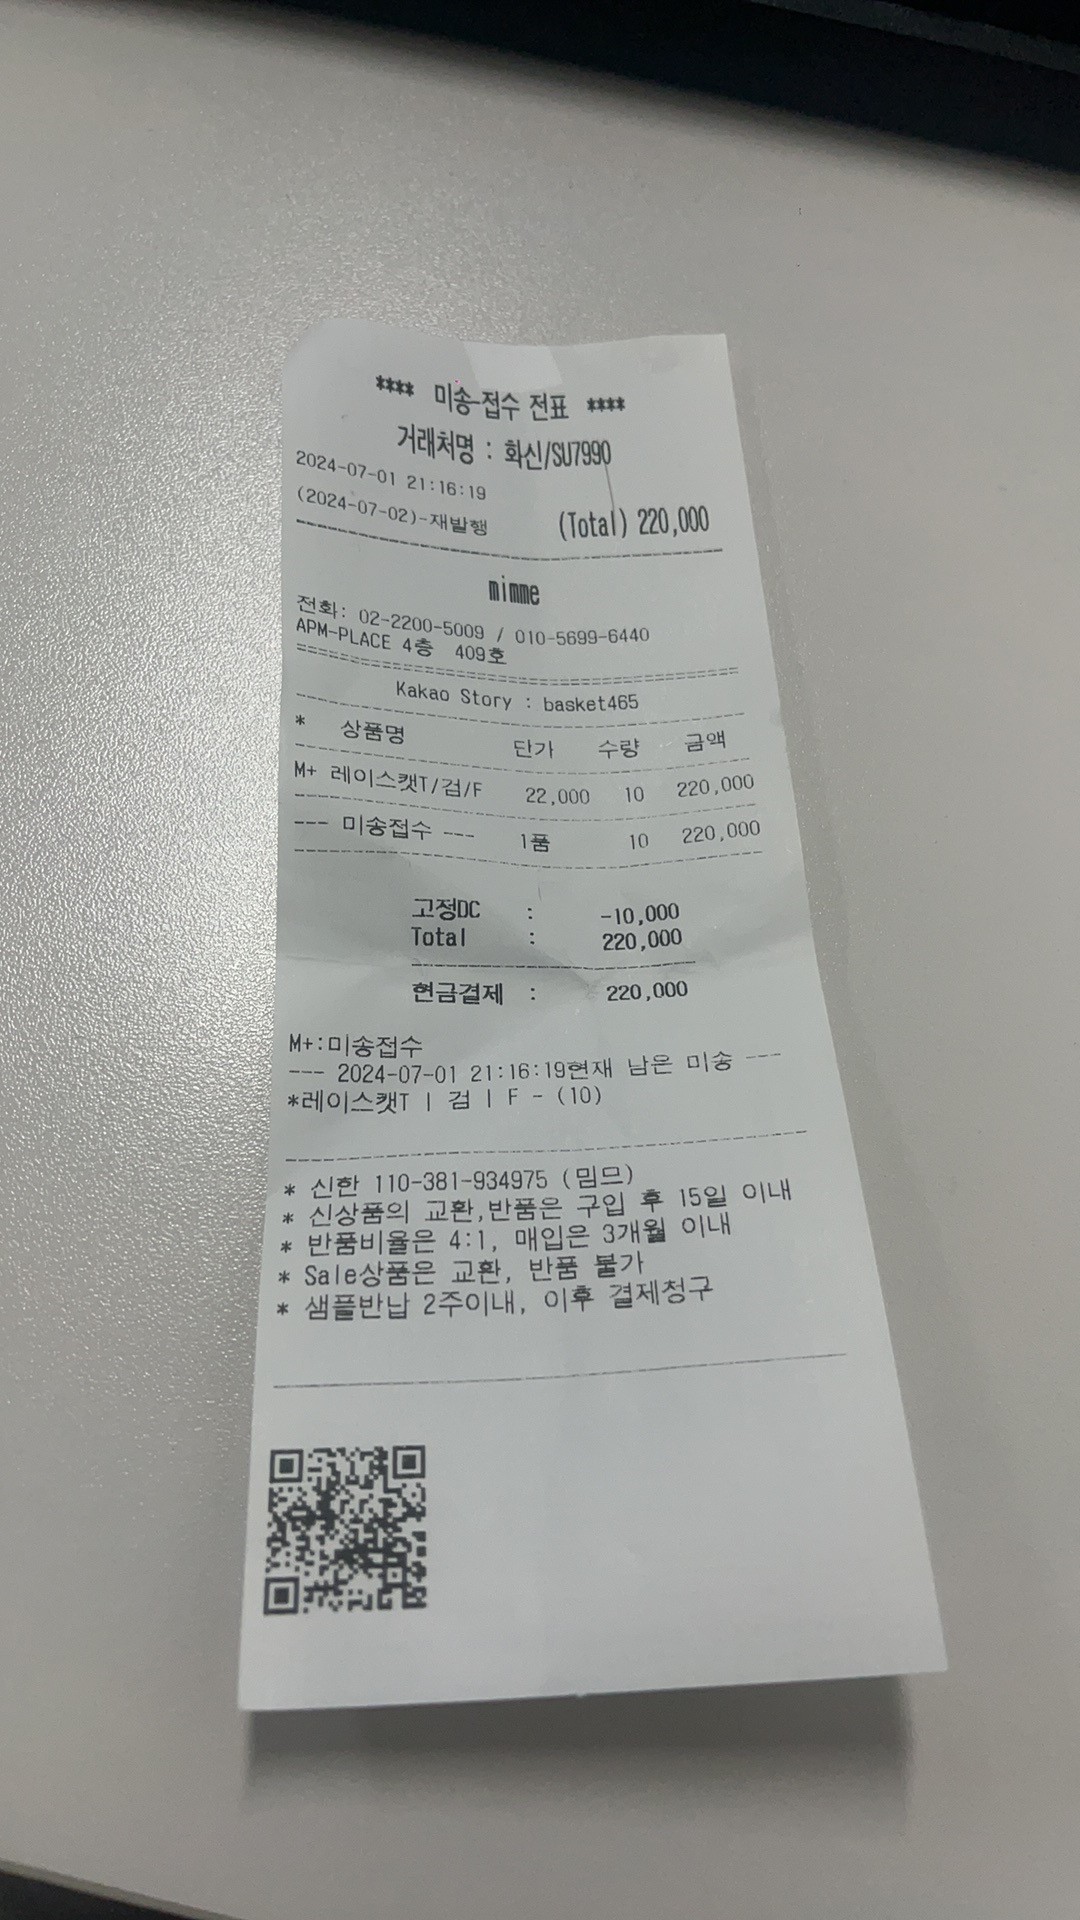 **** 미송-접수 전표 ****
거래처명 : 화신/SU7990
2024-07-01 21:16:19
(2024-07-02)-재발행 (Total) 220,000
mimme
전화: 02-2200-5009 / 010-5699-6440
APM-PLACE 4층 409호
Kakao Story : basket465
* 상품명 단가 수량 금액
M+ 레이스캣T/검/F 22,000 10 220,000
--- 미송접수 --- 1품 10 220,000
고정DC : -10,000
Total : 220,000
현금결제 : 220,000
M+:미송접수
--- 2024-07-01 21:16:19현재 남은 미송 ---
*레이스캣T | 검 | F - (10)
* 신한 110-381-934975 (밈므)
* 신상품의 교환,반품은 구입 후 15일 이내
* 반품비율은 4:1, 매입은 3개월 이내
* Sale상품은 교환, 반품 불가
* 샘플반납 2주이내, 이후 결제청구